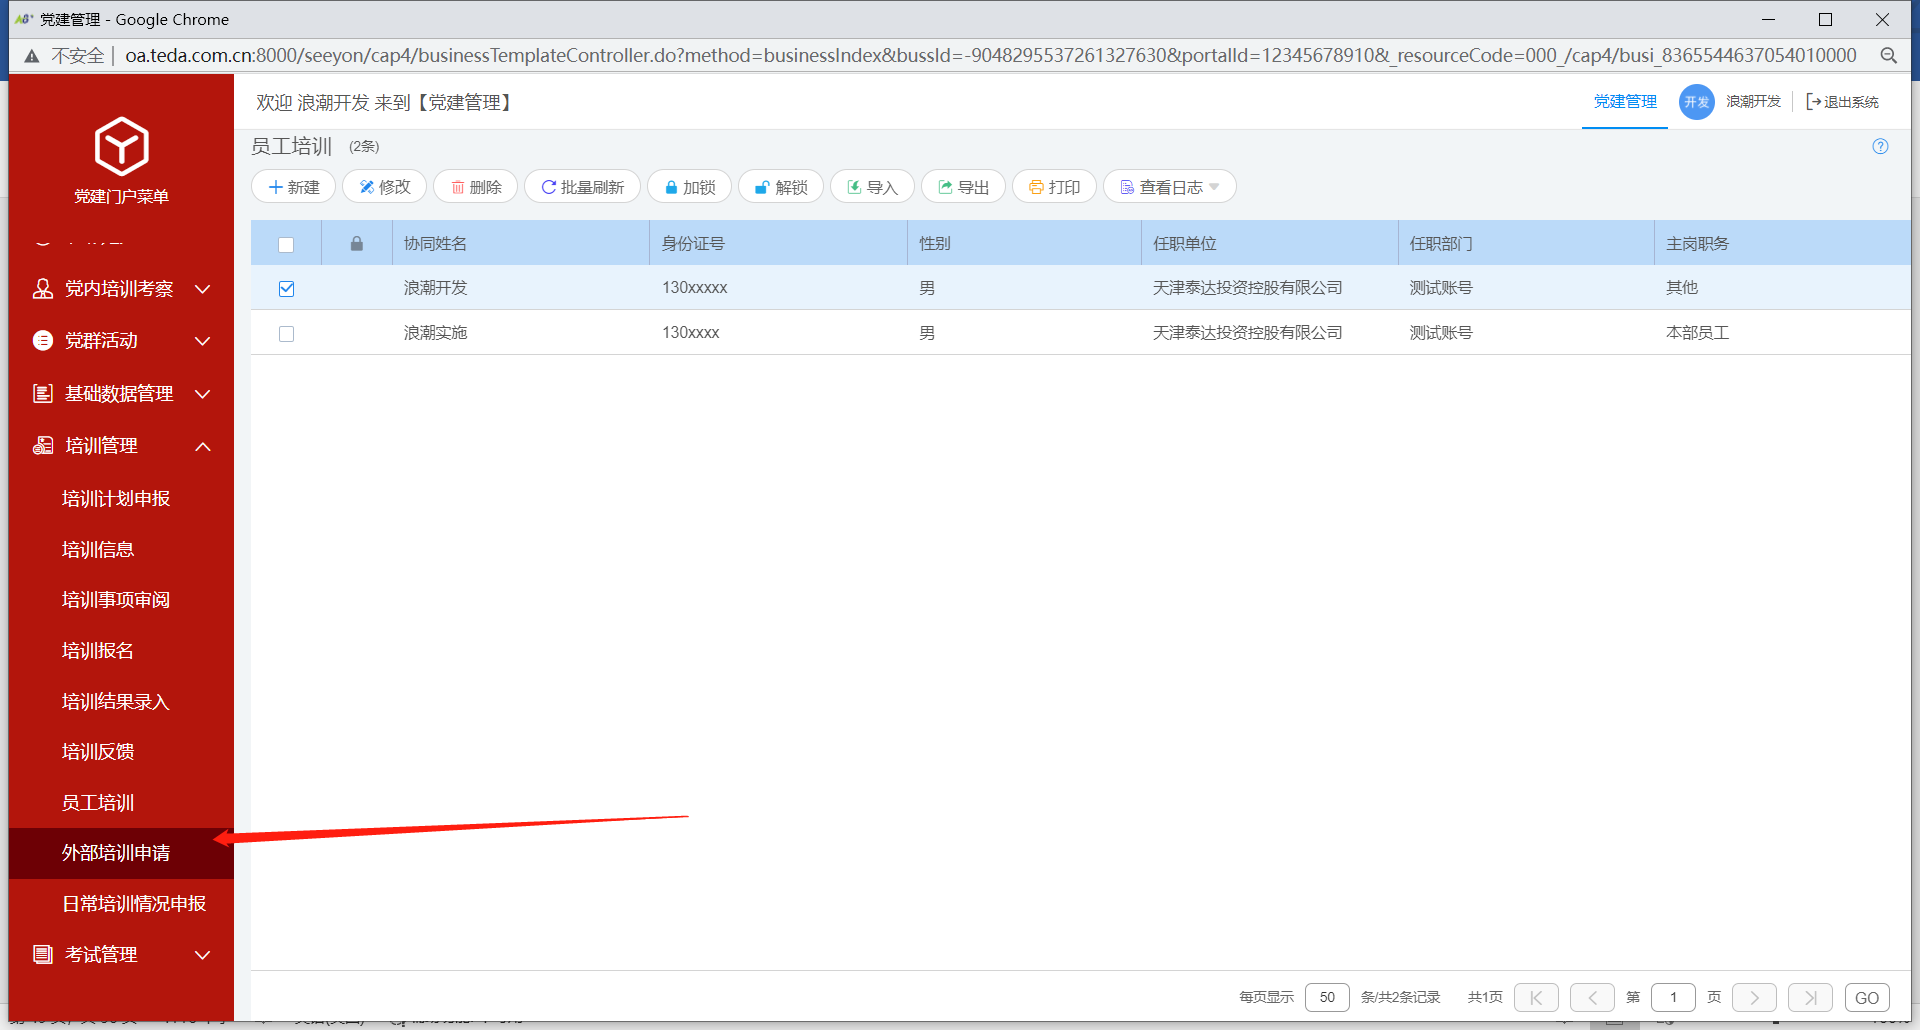 党建管理 - Google Chrome
不安全 | oa.teda.com.cn:8000/seeyon/cap4/businessTemplateController.do?method=businessIndex&bussId=-9048295537261327630&portalId=12345678910&_resourceCode=000_/cap4/busi_8365544637054010000
党建门户菜单
党内培训考察
党群活动
基础数据管理
培训管理
培训计划申报
培训信息
培训事项审阅
培训报名
培训结果录入
培训反馈
员工培训
外部培训申请
日常培训情况申报
考试管理
欢迎 浪潮开发 来到【党建管理】
党建管理 开发 浪潮开发 退出系统
员工培训 (2条)
新建 修改 删除 批量刷新 加锁 解锁 导入 导出 打印 查看日志
协同姓名 身份证号 性别 任职单位 任职部门 主岗职务
浪潮开发 130xxxxx 男 天津泰达投资控股有限公司 测试账号 其他
浪潮实施 130xxxx 男 天津泰达投资控股有限公司 测试账号 本部员工
每页显示 50 条/共2条记录 共1页 第 1 页 GO